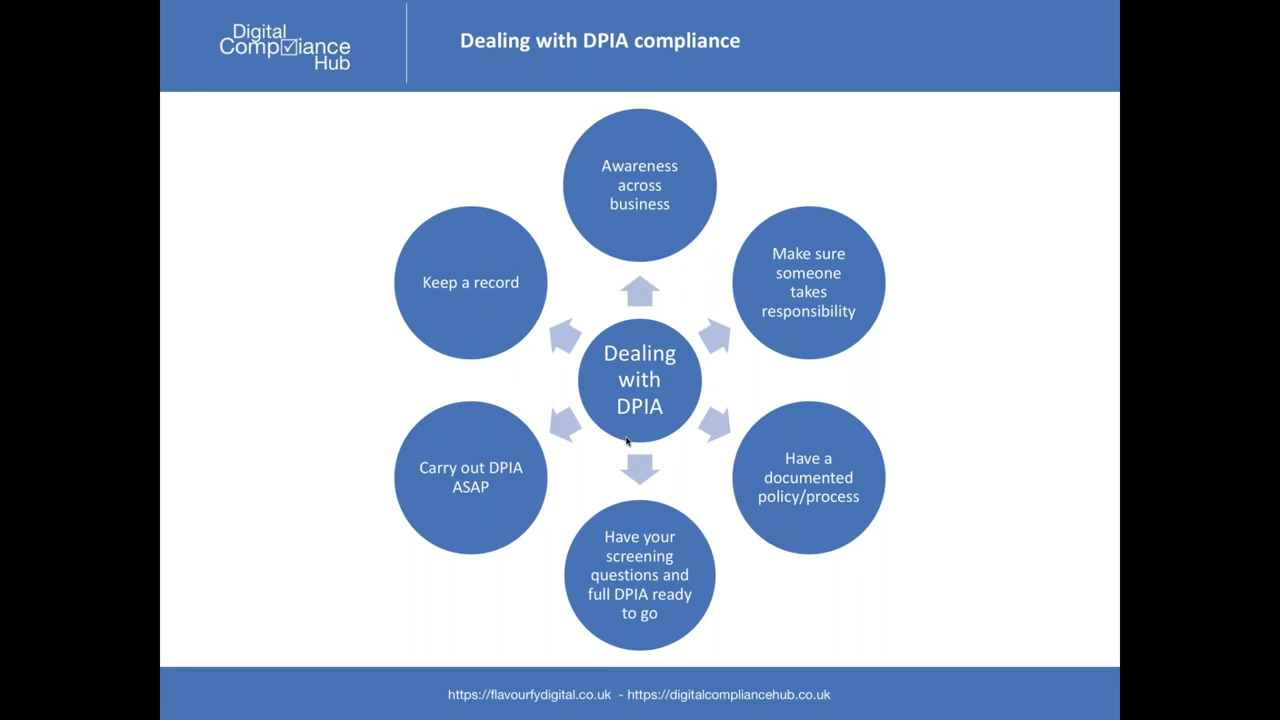 Digital
Compliance
Hub
Dealing with DPIA compliance
Awareness
across
business
Make sure
someone
takes
responsibility
Have a
documented
policy/process
Have your
screening
questions and
full DPIA ready
to go
Carry out DPIA
ASAP
Keep a record
Dealing
with
DPIA
https://flavourfydigital.co.uk - https://digitalcompliancehub.co.uk